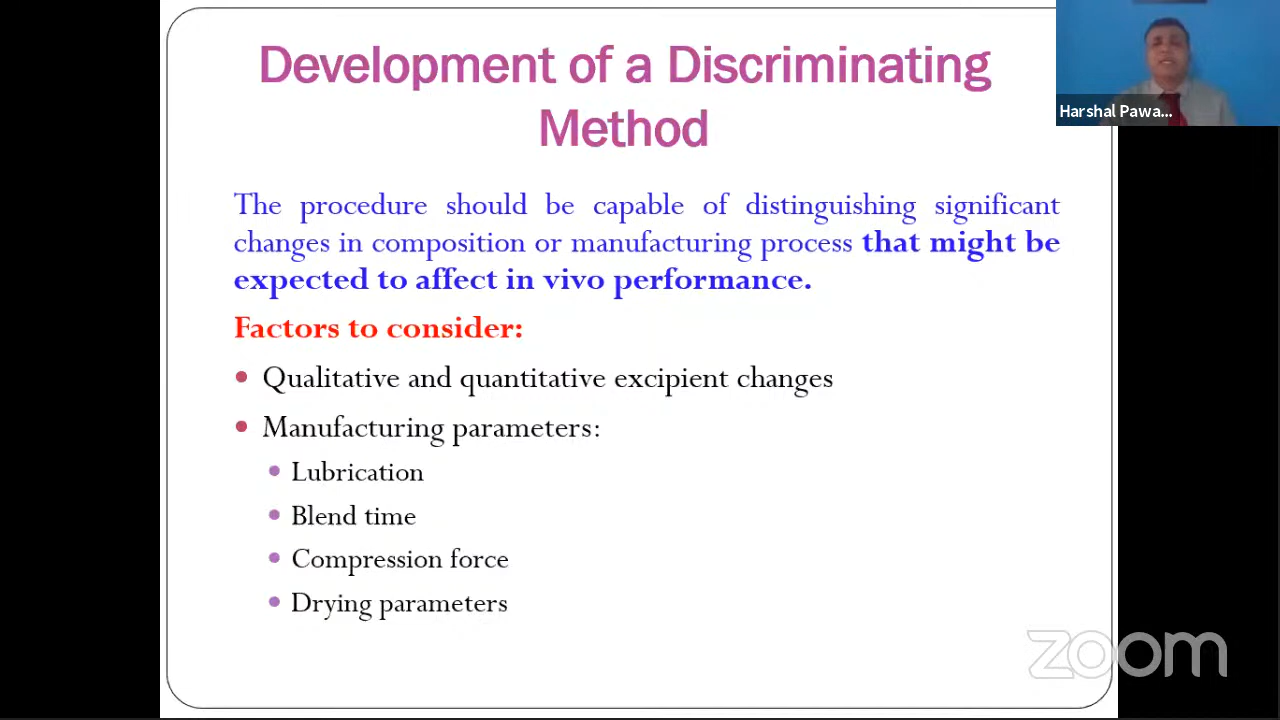 Development of a Discriminating
Method
Harshal Pawa...
The procedure should be capable of distinguishing significant
changes in composition or manufacturing process that might be
expected to affect in vivo performance.
Factors to consider:
Qualitative and quantitative excipient changes
Manufacturing parameters:
Lubrication
Blend time
Compression force
Drying parameters
zoom